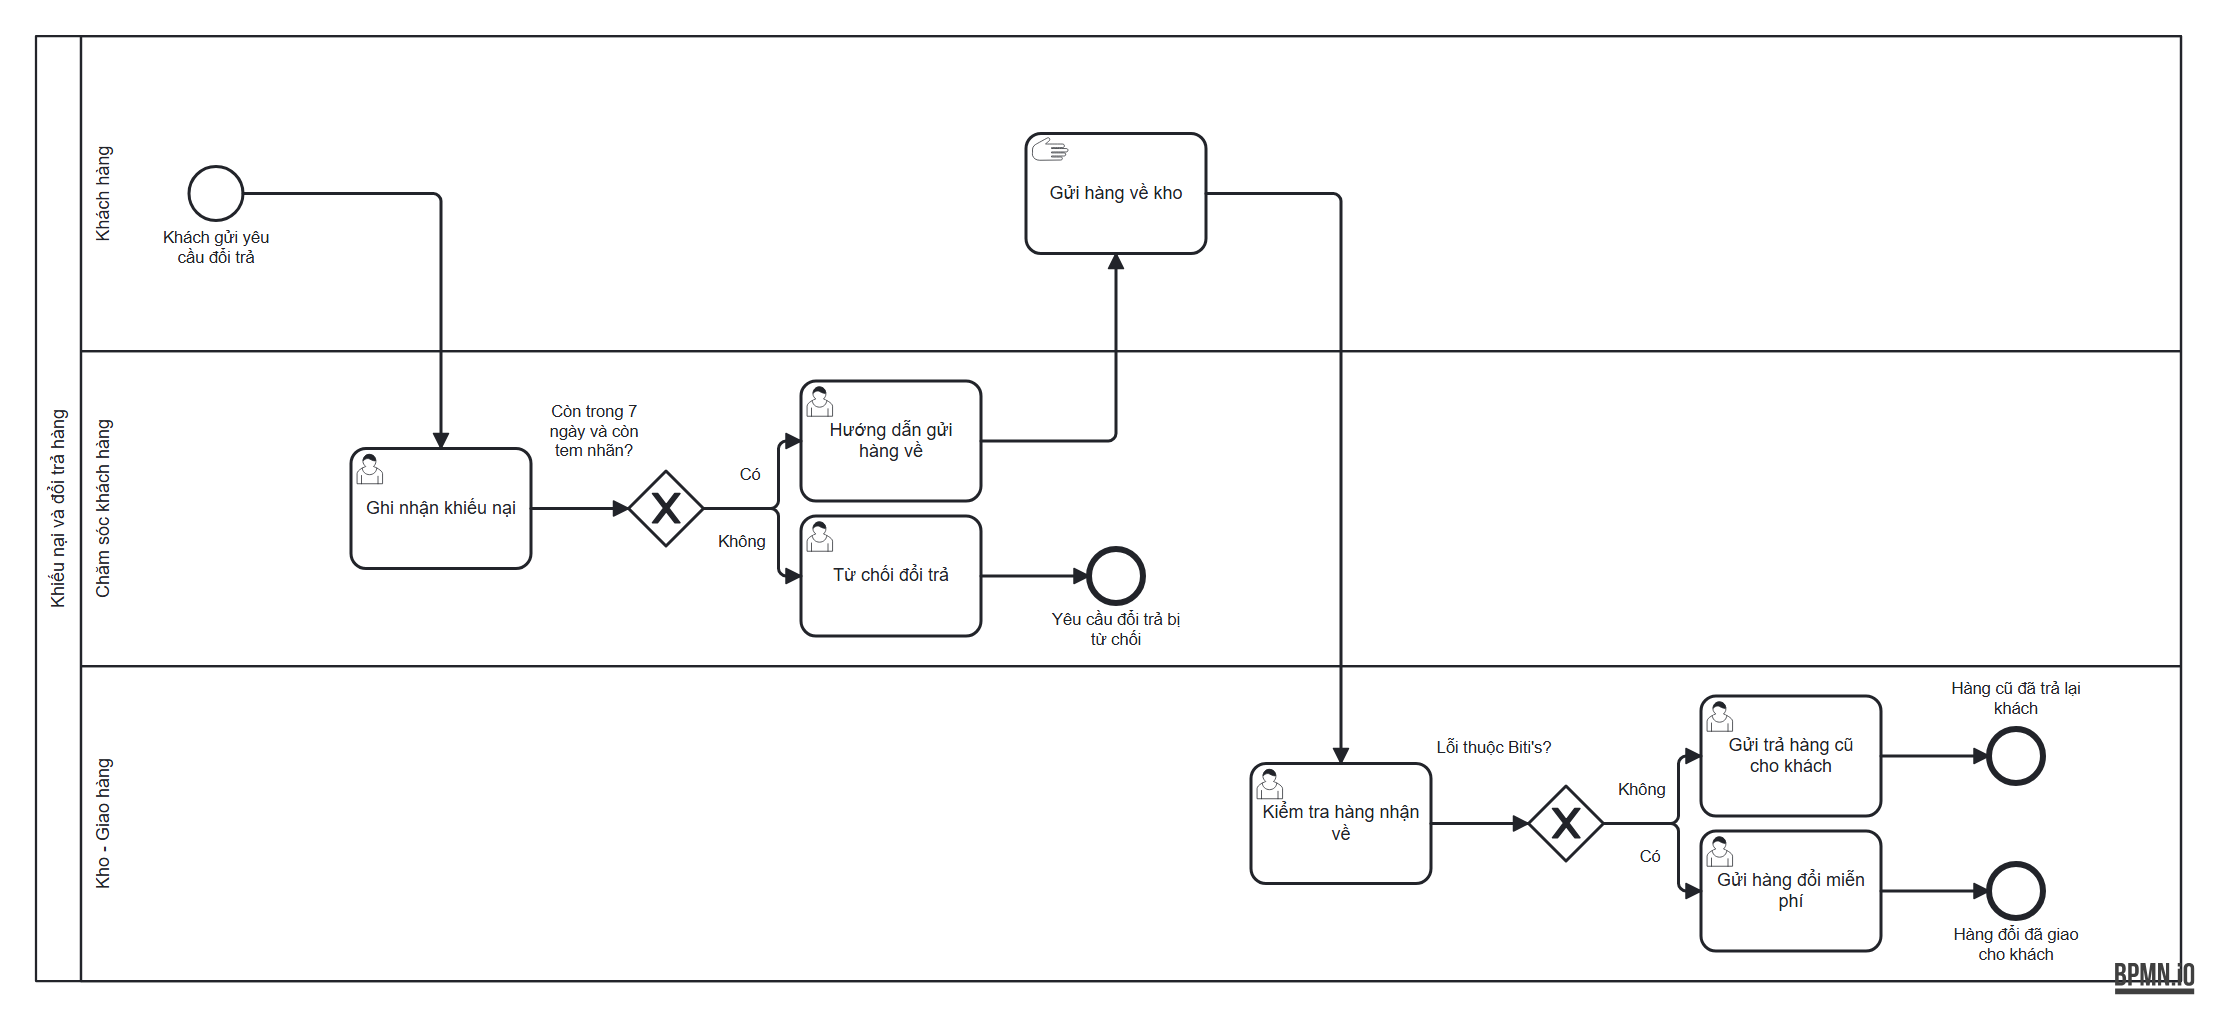 Khiếu nại và đổi trả hàng
Khách hàng
Khách gửi yêu
cầu đổi trả
Gửi hàng về kho
Chăm sóc khách hàng
Ghi nhận khiếu nại
Còn trong 7
ngày và còn
tem nhãn?
Có
Không
Hướng dẫn gửi
hàng về
Từ chối đổi trả
Yêu cầu đổi trả bị
từ chối
Kho - Giao hàng
Kiểm tra hàng nhận
về
Lỗi thuộc Biti's?
Không
Có
Gửi trả hàng cũ
cho khách
Hàng cũ đã trả lại
khách
Gửi hàng đổi miễn
phí
Hàng đổi đã giao
cho khách
BPMN.iO